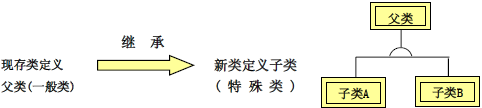 继 承
现存类定义
父类(一般类)
新类定义子类
( 特 殊 类 )
父类
子类A
子类B